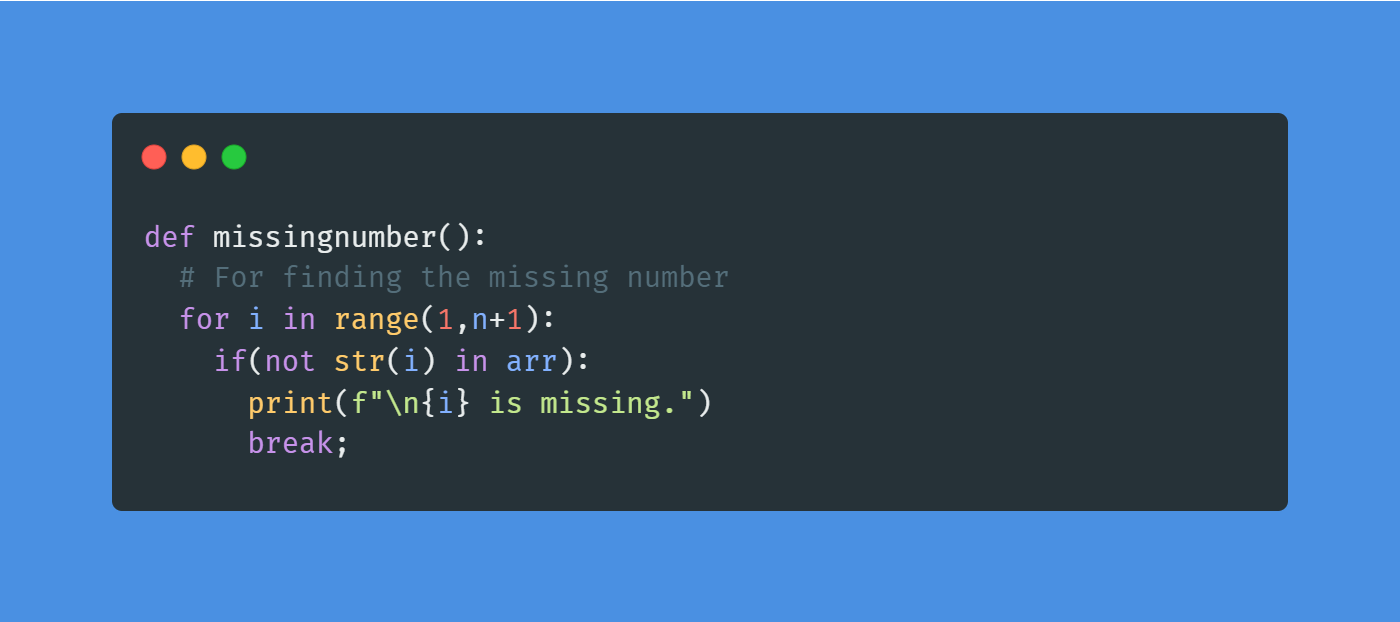 def missingnumber():
  # For finding the missing number
  for i in range(1,n+1):
    if(not str(i) in arr):
      print(f"\n{i} is missing.")
      break;